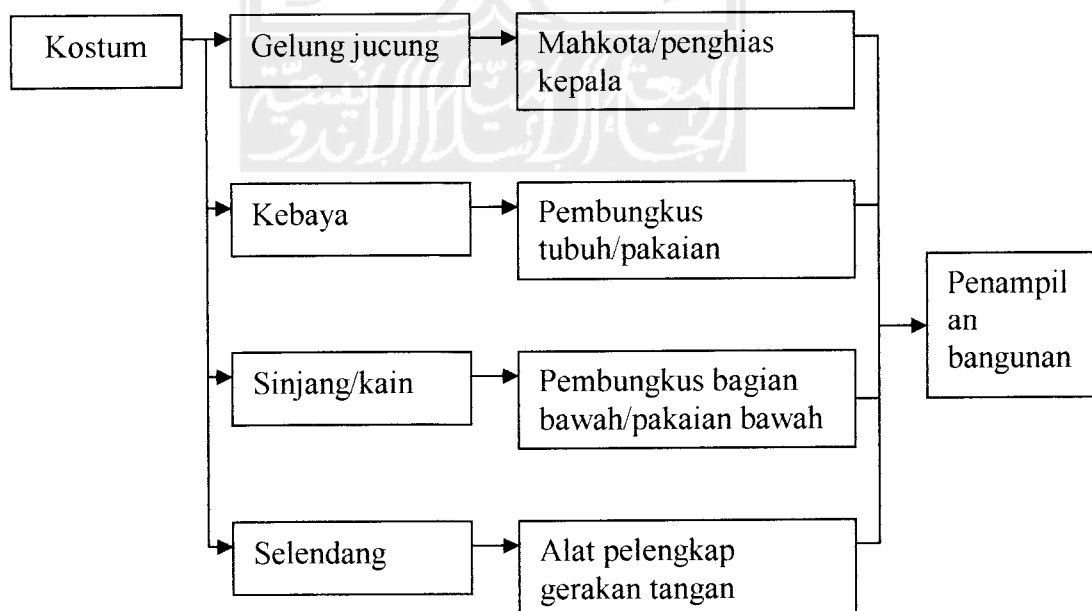 Kostum
Gelung jucung
Mahkota/penghias
kepala
Kebaya
Pembungkus
tubuh/pakaian
Sinjang/kain
Pembungkus bagian
bawah/pakaian bawah
Selendang
Alat pelengkap
gerakan tangan
Penampil
an
bangunan